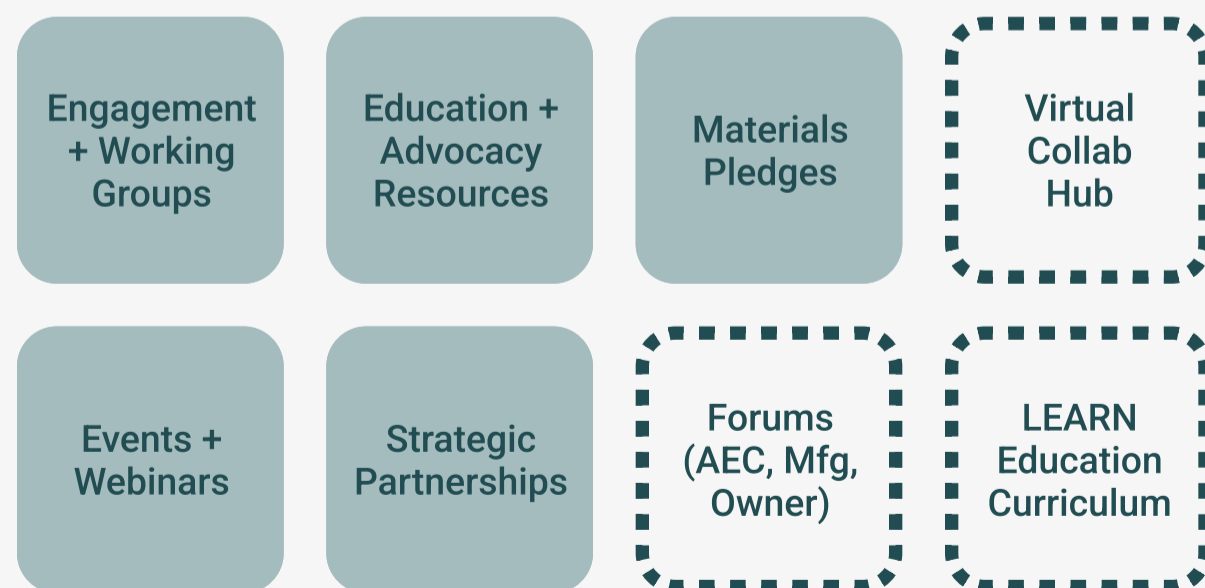 Engagement
+ Working
Groups
Education +
Advocacy
Resources
Materials
Pledges
Virtual
Collab
Hub
Events +
Webinars
Strategic
Partnerships
Forums
(AEC, Mfg,
Owner)
LEARN
Education
Curriculum